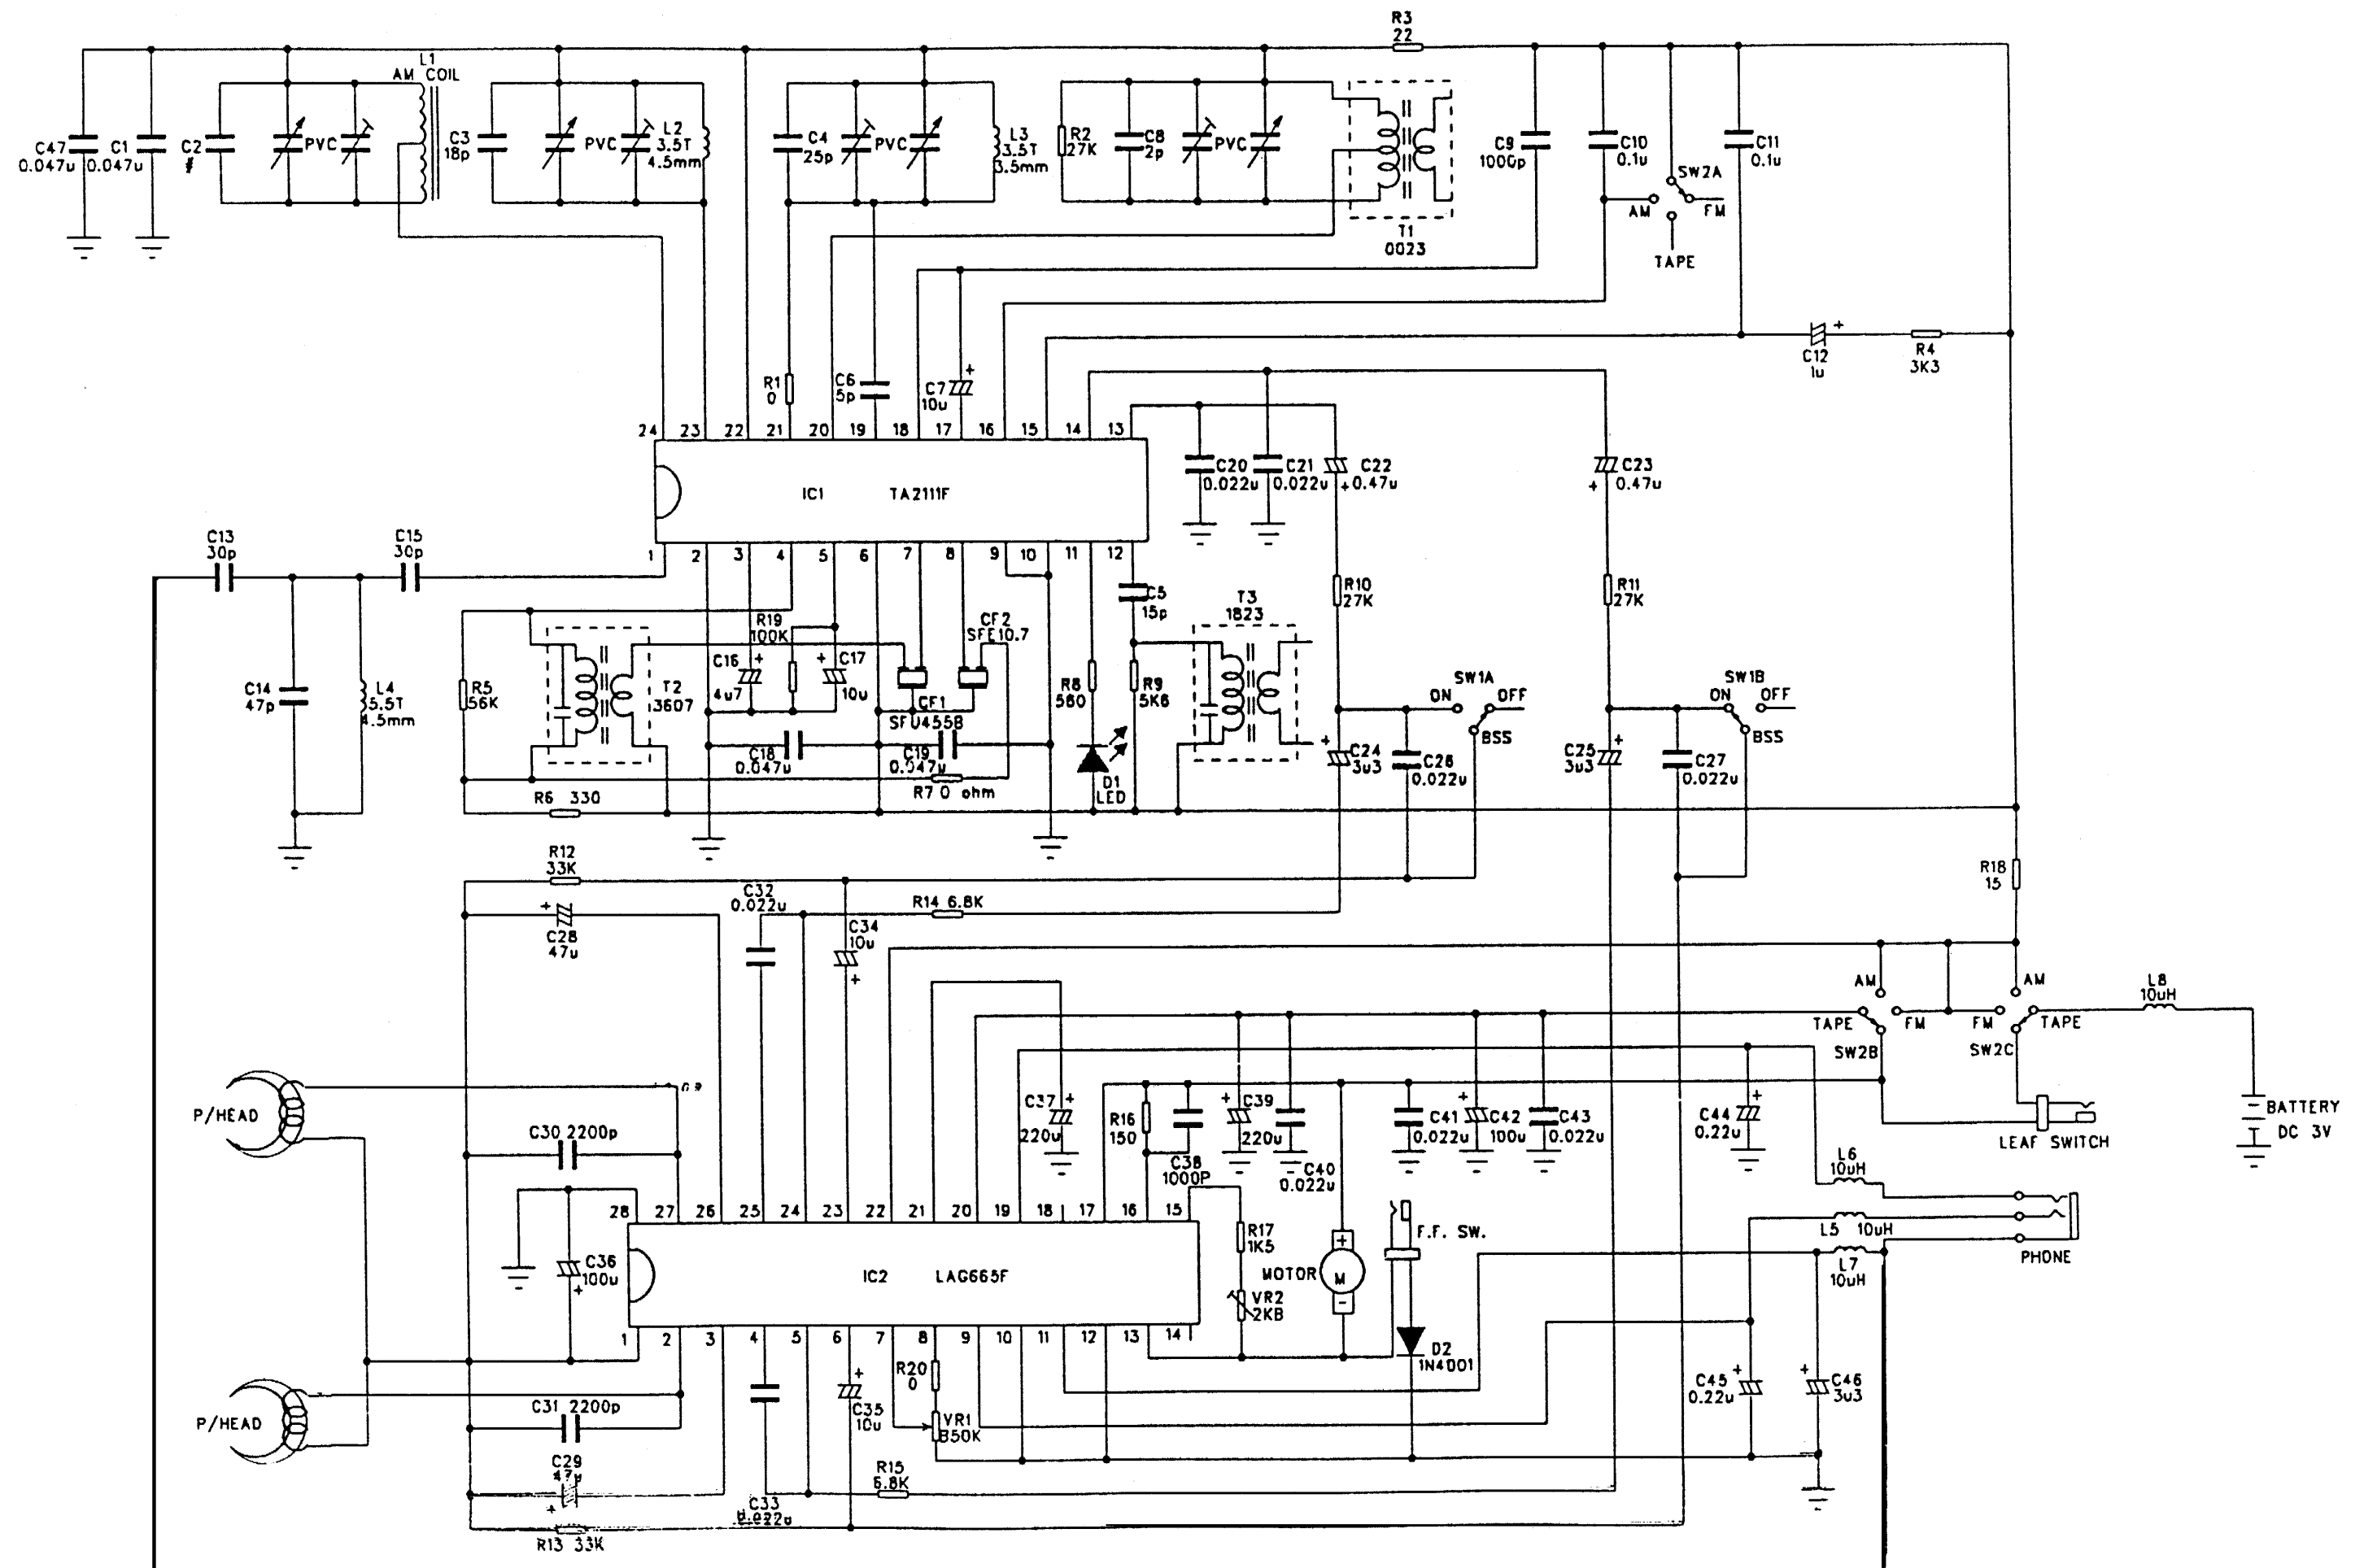 R3
22
L1
AM COIL
C47
0.047u
C1
0.047u
C2
#
PVC
C3
18p
PVC
L2
3.5T
4.5mm
C4
25p
PVC
L3
3.5T
3.5mm
R2
27K
C8
2p
PVC
T1
0023
C9
1000p
C10
0.1u
SW2A
AM
FM
TAPE
C11
0.1u
R1
0
C6
5p
C7
10u
+
C12
1u
+
R4
3K3
24 23 22 21 20 19 18 17 16 15 14 13
IC1 TA2111F
1 2 3 4 5 6 7 8 9 10 11 12
C20
0.022u
C21
0.022u
C22
0.47u
+
C23
0.47u
+
C13
30p
C15
30p
C14
47p
L4
5.5T
4.5mm
R5
56K
T2
13607
R19
100K
C16
4u7
+
C17
10u
+
CF2
SFE10.7
CF1
SFU455B
C18
0.047u
C19
0.047u
R7 0 ohm
R6 330
R8
560
D1
LED
C5
15p
R9
5K6
T3
1823
R10
27K
R11
27K
SW1A
ON OFF
BSS
SW1B
ON OFF
BSS
C24
3u3
+
C26
0.022u
C25
3u3
+
C27
0.022u
R18
15
R12
33K
C28
47u
+
C32
0.022u
R14 6.8K
C34
10u
+
AM
TAPE
FM
SW2B
AM
FM
TAPE
SW2C
L8
10uH
BATTERY
DC 3V
LEAF SWITCH
P/HEAD
C30 2200p
C36
100u
+
C37
220u
+
R16
150
C38
1000P
C39
220u
+
C40
0.022u
C41
0.022u
C42
100u
+
C43
0.022u
C44
0.22u
+
L6
10uH
L5 10uH
L7
10uH
PHONE
28 27 26 25 24 23 22 21 20 19 18 17 16 15
IC2 LAG665F
1 2 3 4 5 6 7 8 9 10 11 12 13 14
R17
1K5
VR2
2KB
MOTOR
+
M
-
F.F. SW.
D2
1N4001
P/HEAD
C31 2200p
C29
47u
+
R13 33K
C33
0.022u
C35
10u
+
R20
0
VR1
B50K
R15
6.8K
C45
0.22u
+
C46
3u3
+